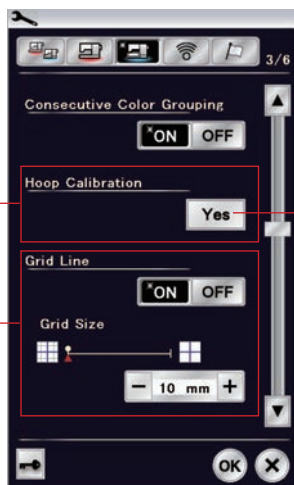 3/6
Consecutive Color Grouping
*ON OFF
Hoop Calibration
Yes
Grid Line
*ON OFF
Grid Size
− 10 mm +
OK